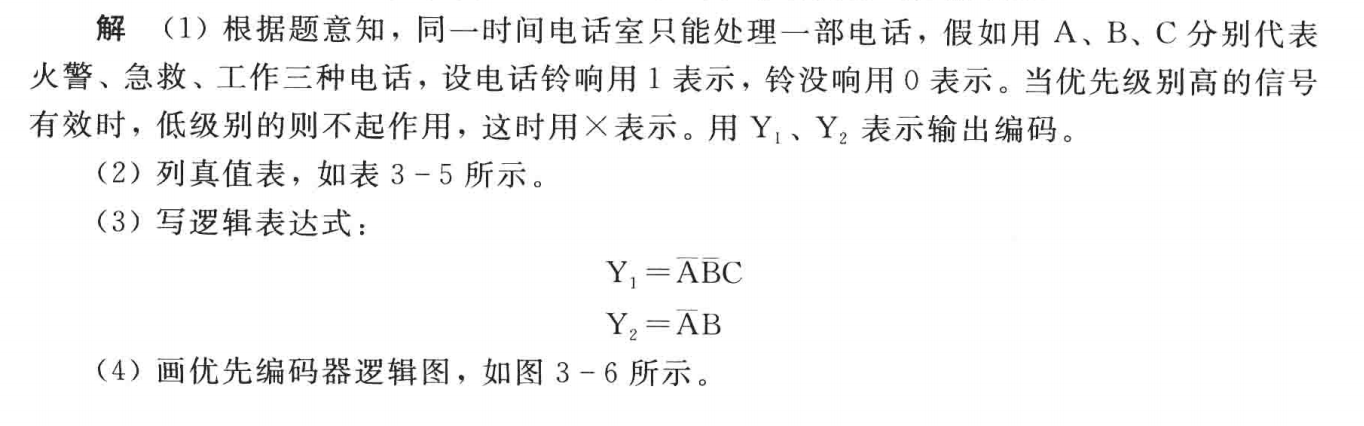 解 （1）根据题意知，同一时间电话室只能处理一部电话，假如用 A、B、C 分别代表
火警、急救、工作三种电话，设电话铃响用 1 表示，铃没响用 0 表示。当优先级别高的信号
有效时，低级别的则不起作用，这时用×表示。用 Y₁、Y₂ 表示输出编码。
（2）列真值表，如表 3－5 所示。
（3）写逻辑表达式：
Y₁＝A̅B̅C
Y₂＝A̅B
（4）画优先编码器逻辑图，如图 3－6 所示。